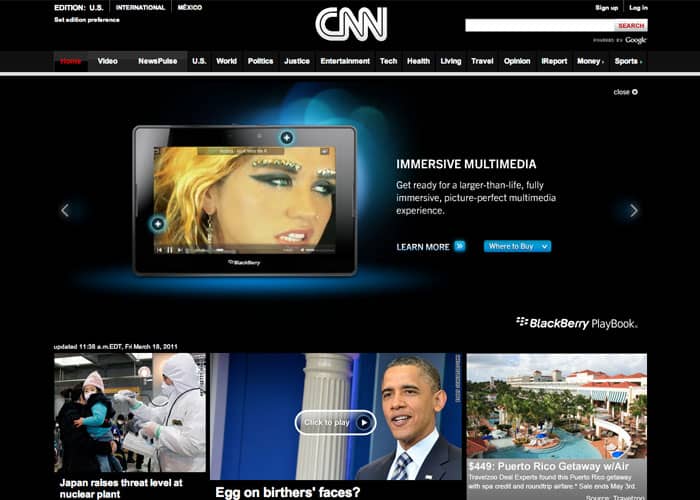 EDITION: U.S. INTERNATIONAL MÉXICO
Set edition preference
CNN
Sign up Log in
SEARCH
POWERED BY Google
Home Video NewsPulse U.S. World Politics Justice Entertainment Tech Health Living Travel Opinion iReport Money Sports
close
BlackBerry
IMMERSIVE MULTIMEDIA
Get ready for a larger-than-life, fully
immersive, picture-perfect multimedia
experience.
LEARN MORE Where to Buy
BlackBerry PlayBook
updated 11:38 a.m.EDT, Fri March 18, 2011
Japan raises threat level at
nuclear plant
Click to play
Egg on birthers' faces?
$449: Puerto Rico Getaway w/Air
Travelzoo Deal Experts found this Puerto Rico getaway
with spa credit and roundtrip airfare.* Sale ends May 3rd.
Source: Travelzoo